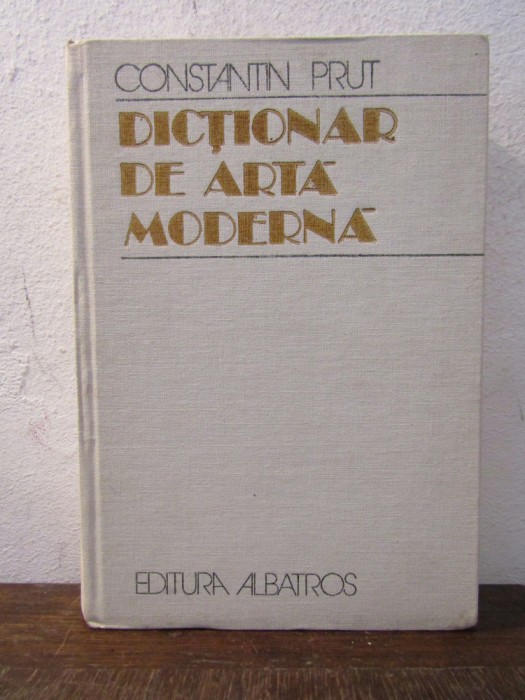 CONSTANTIN PRUT
DICȚIONAR
DE ARTĂ
MODERNĂ
EDITURA ALBATROS